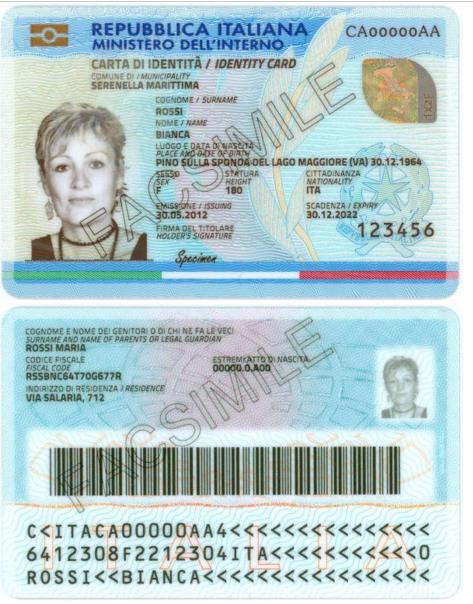 REPUBBLICA ITALIANA
MINISTERO DELL'INTERNO
CA00000AA
CARTA DI IDENTITÀ / IDENTITY CARD
COMUNE DI / MUNICIPALITY
SERENELLA MARITTIMA
COGNOME / SURNAME
ROSSI
NOME / NAME
BIANCA
LUOGO E DATA DI NASCITA
PLACE AND DATE OF BIRTH
PINO SULLA SPONDA DEL LAGO MAGGIORE (VA) 30.12.1964
SESSO STATURA CITTADINANZA
SEX HEIGHT NATIONALITY
F 180 ITA
EMISSIONE / ISSUING SCADENZA / EXPIRY
30.05.2012 30.12.2022
FIRMA DEL TITOLARE
HOLDER'S SIGNATURE
123456
Specimen
FACSIMILE
COGNOME E NOME DEI GENITORI O DI CHI NE FA LE VECI
SURNAME AND NAME OF PARENTS OR LEGAL GUARDIAN
ROSSI MARIA
CODICE FISCALE ESTREMI ATTO DI NASCITA
FISCAL CODE 00000.0.A00
RSSBNC64T70G677R
INDIRIZZO DI RESIDENZA / RESIDENCE
VIA SALARIA, 712
FACSIMILE
ITALIA
C<ITACA00000AA4<<<<<<<<<<<<<<<
6412308F2212304ITA<<<<<<<<<<<0
ROSSI<<BIANCA<<<<<<<<<<<<<<<<<